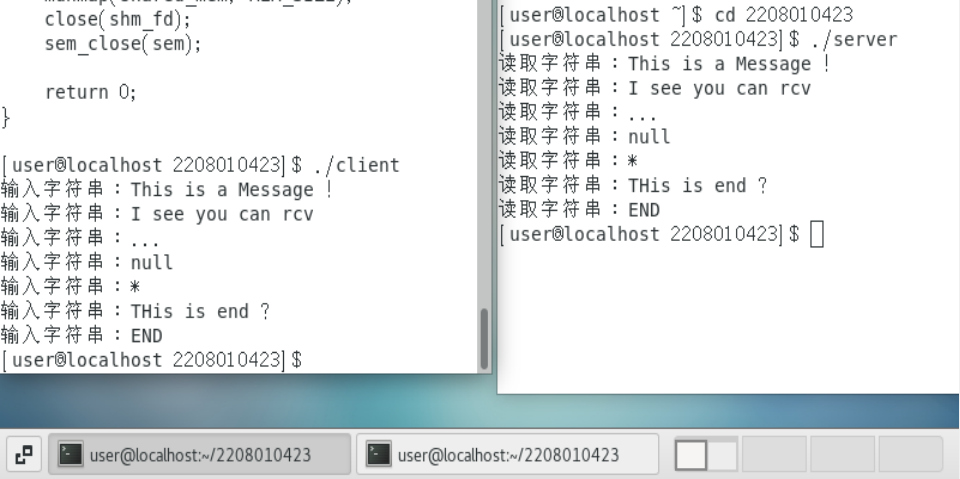 munmap(shared_mem, MEM_SIZE);
close(shm_fd);
sem_close(sem);
return 0;
}
[user@localhost 2208010423]$ ./client
输入字符串：This is a Message !
输入字符串：I see you can rcv
输入字符串：...
输入字符串：null
输入字符串：*
输入字符串：THis is end ?
输入字符串：END
[user@localhost 2208010423]$
[user@localhost ~]$ cd 2208010423
[user@localhost 2208010423]$ ./server
读取字符串：This is a Message !
读取字符串：I see you can rcv
读取字符串：...
读取字符串：null
读取字符串：*
读取字符串：THis is end ?
读取字符串：END
[user@localhost 2208010423]$
user@localhost:~/2208010423
user@localhost:~/2208010423